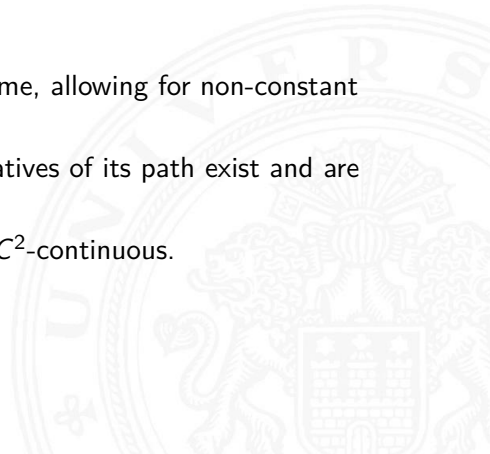 me, allowing for non-constant
atives of its path exist and are
C²-continuous.
U N I V E R S